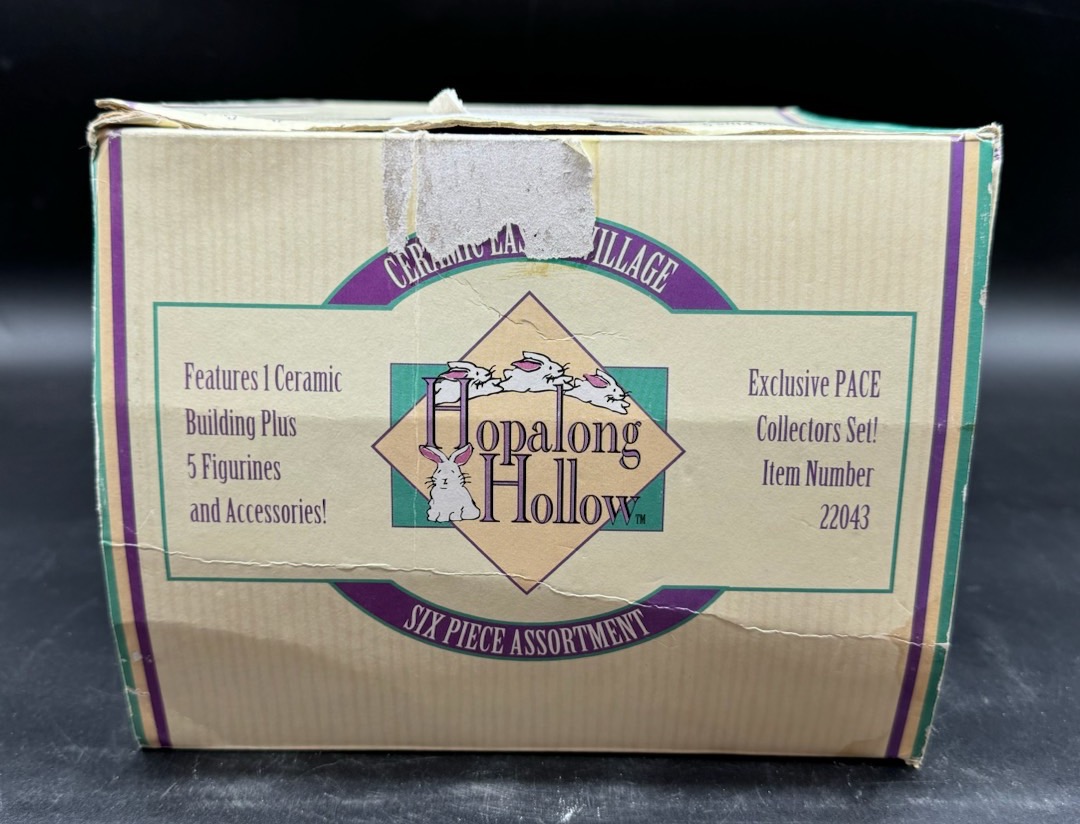 CERAMIC VILLAGE
Features 1 Ceramic
Building Plus
5 Figurines
and Accessories!
Hopalong
Hollow™
Exclusive PACE
Collectors Set!
Item Number
22043
SIX PIECE ASSORTMENT